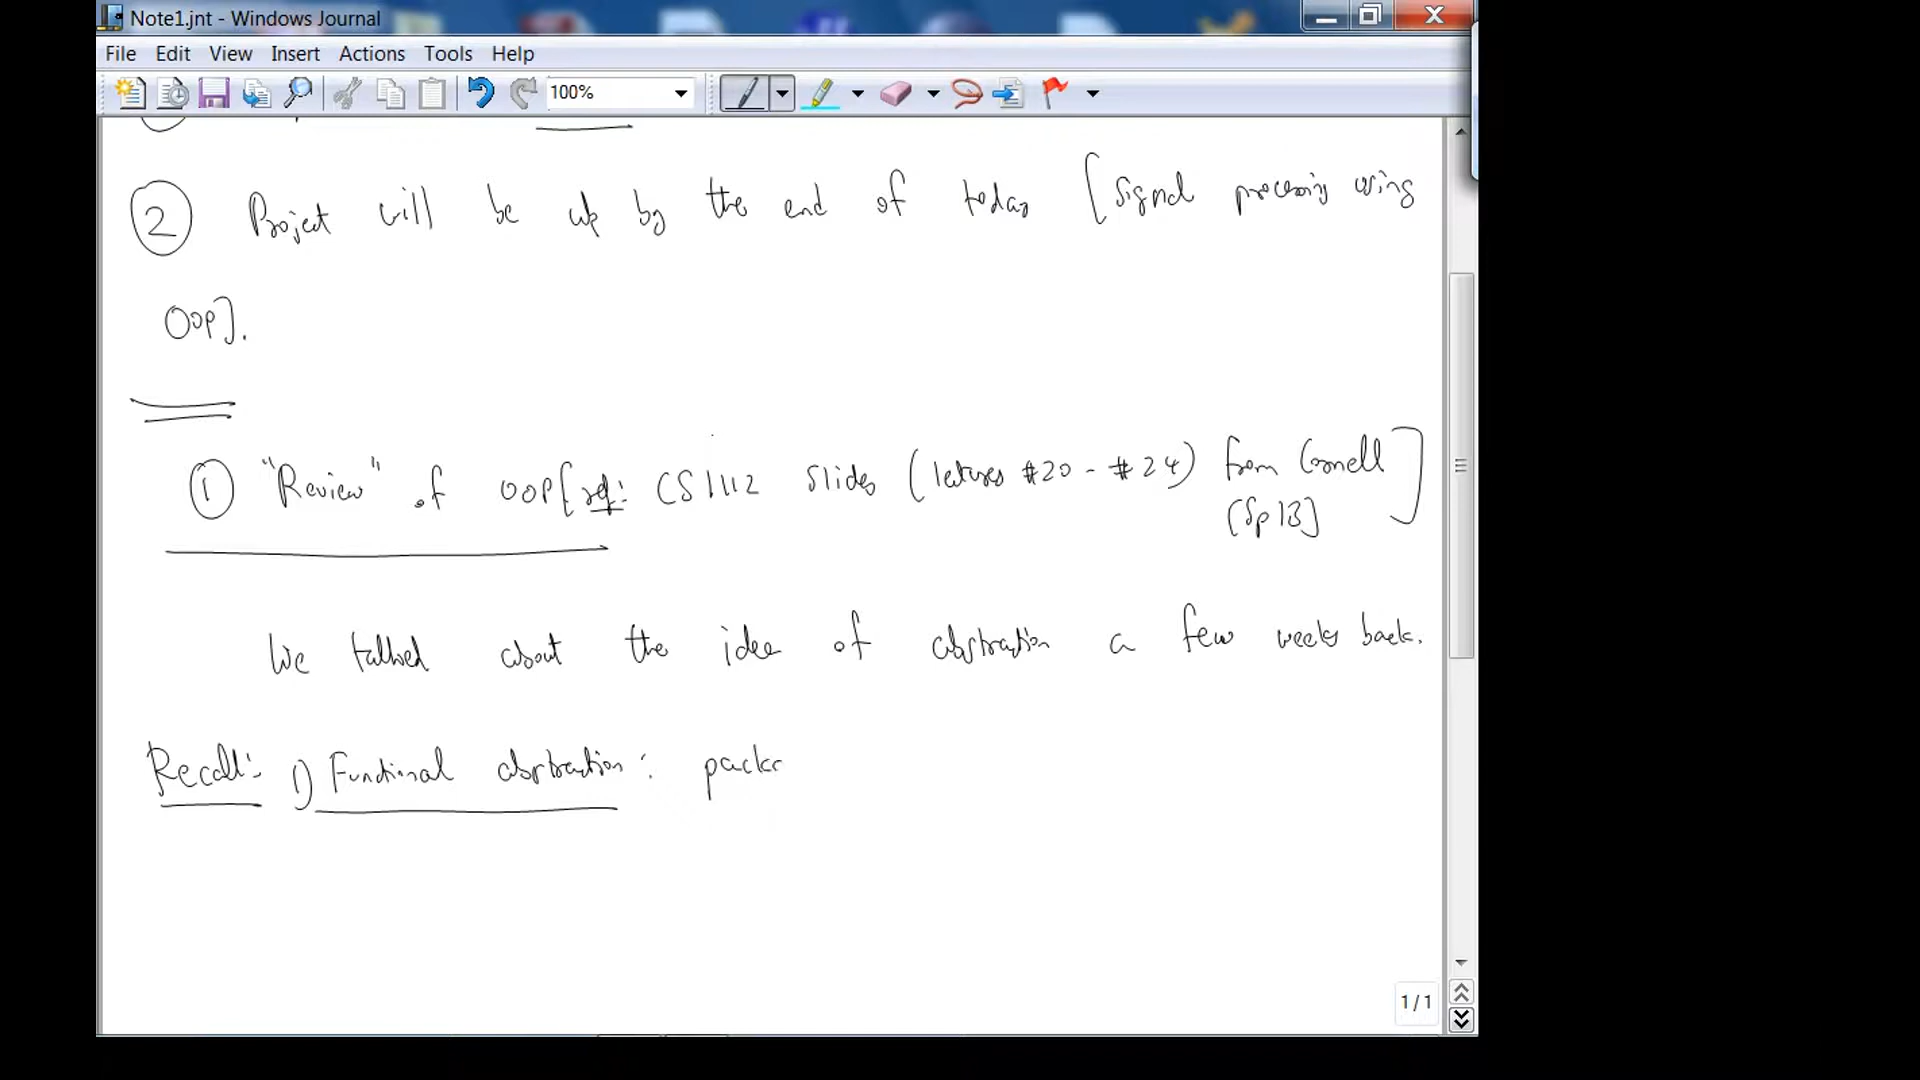 Note1.jnt - Windows Journal
File Edit View Insert Actions Tools Help
100%
② Project will be up by the end of today [Signal processing using
OOP].
① "Review" of OOP [ref: CS1112 slides (lectures #20 - #24) from Cornell
(Sp 13]
We talked about the idea of abstraction a few weeks back.
Recall: 1) Functional abstraction: packa
1 / 1